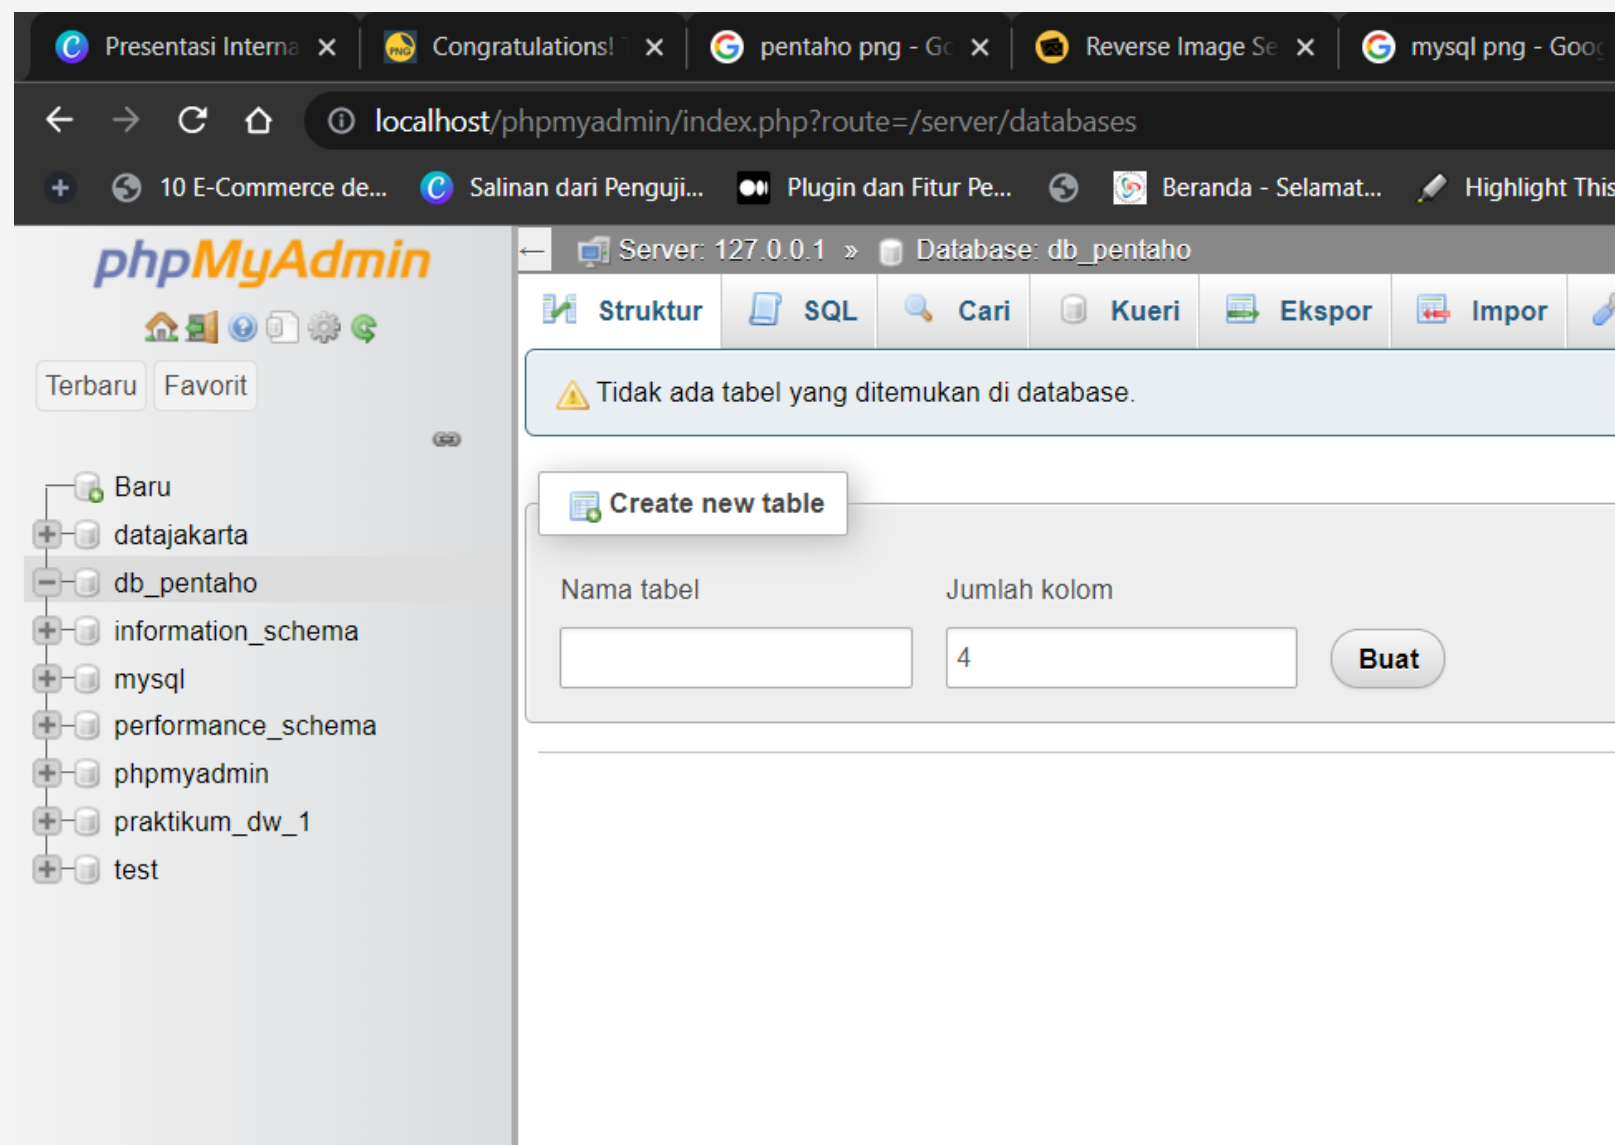 Presentasi Interna
Congratulations! T
pentaho png - Go
Reverse Image Se
mysql png - Goog
localhost/phpmyadmin/index.php?route=/server/databases
10 E-Commerce de...
Salinan dari Penguji...
Plugin dan Fitur Pe...
Beranda - Selamat...
Highlight This
phpMyAdmin
Server: 127.0.0.1 » Database: db_pentaho
Struktur
SQL
Cari
Kueri
Ekspor
Impor
Terbaru
Favorit
Tidak ada tabel yang ditemukan di database.
Baru
datajakarta
db_pentaho
information_schema
mysql
performance_schema
phpmyadmin
praktikum_dw_1
test
Create new table
Nama tabel
Jumlah kolom
4
Buat